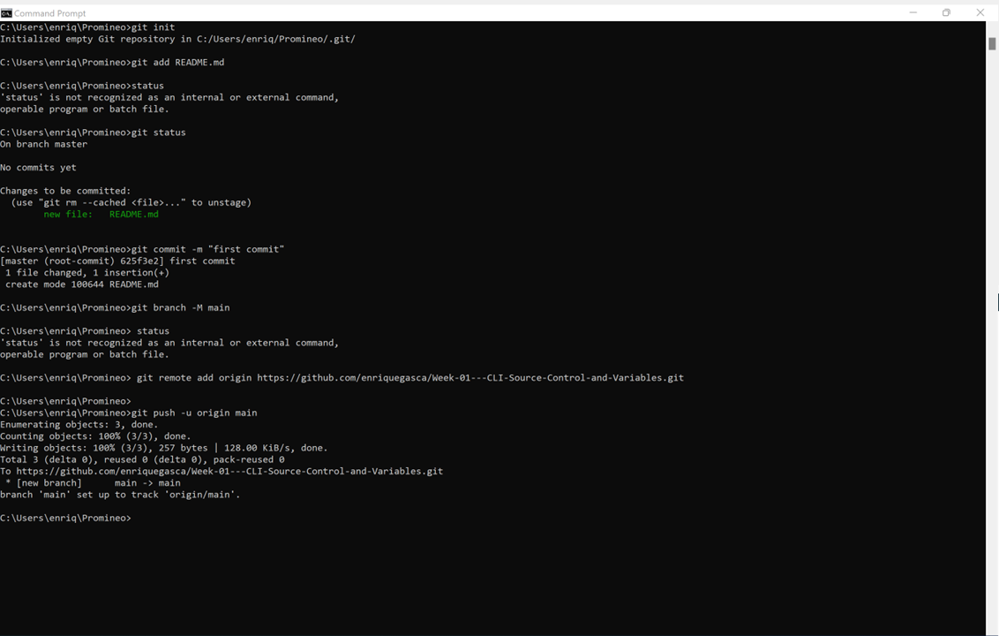 Command Prompt
C:\Users\enriq\Promineo>git init
Initialized empty Git repository in C:/Users/enriq/Promineo/.git/
C:\Users\enriq\Promineo>git add README.md
C:\Users\enriq\Promineo>status
'status' is not recognized as an internal or external command,
operable program or batch file.
C:\Users\enriq\Promineo>git status
On branch master
No commits yet
Changes to be committed:
  (use "git rm --cached <file>..." to unstage)
        new file:   README.md
C:\Users\enriq\Promineo>git commit -m "first commit"
[master (root-commit) 625f3e2] first commit
 1 file changed, 1 insertion(+)
 create mode 100644 README.md
C:\Users\enriq\Promineo>git branch -M main
C:\Users\enriq\Promineo> status
'status' is not recognized as an internal or external command,
operable program or batch file.
C:\Users\enriq\Promineo> git remote add origin https://github.com/enriquegasca/Week-01---CLI-Source-Control-and-Variables.git
C:\Users\enriq\Promineo>
C:\Users\enriq\Promineo>git push -u origin main
Enumerating objects: 3, done.
Counting objects: 100% (3/3), done.
Writing objects: 100% (3/3), 257 bytes | 128.00 KiB/s, done.
Total 3 (delta 0), reused 0 (delta 0), pack-reused 0
To https://github.com/enriquegasca/Week-01---CLI-Source-Control-and-Variables.git
 * [new branch]      main -> main
branch 'main' set up to track 'origin/main'.
C:\Users\enriq\Promineo>